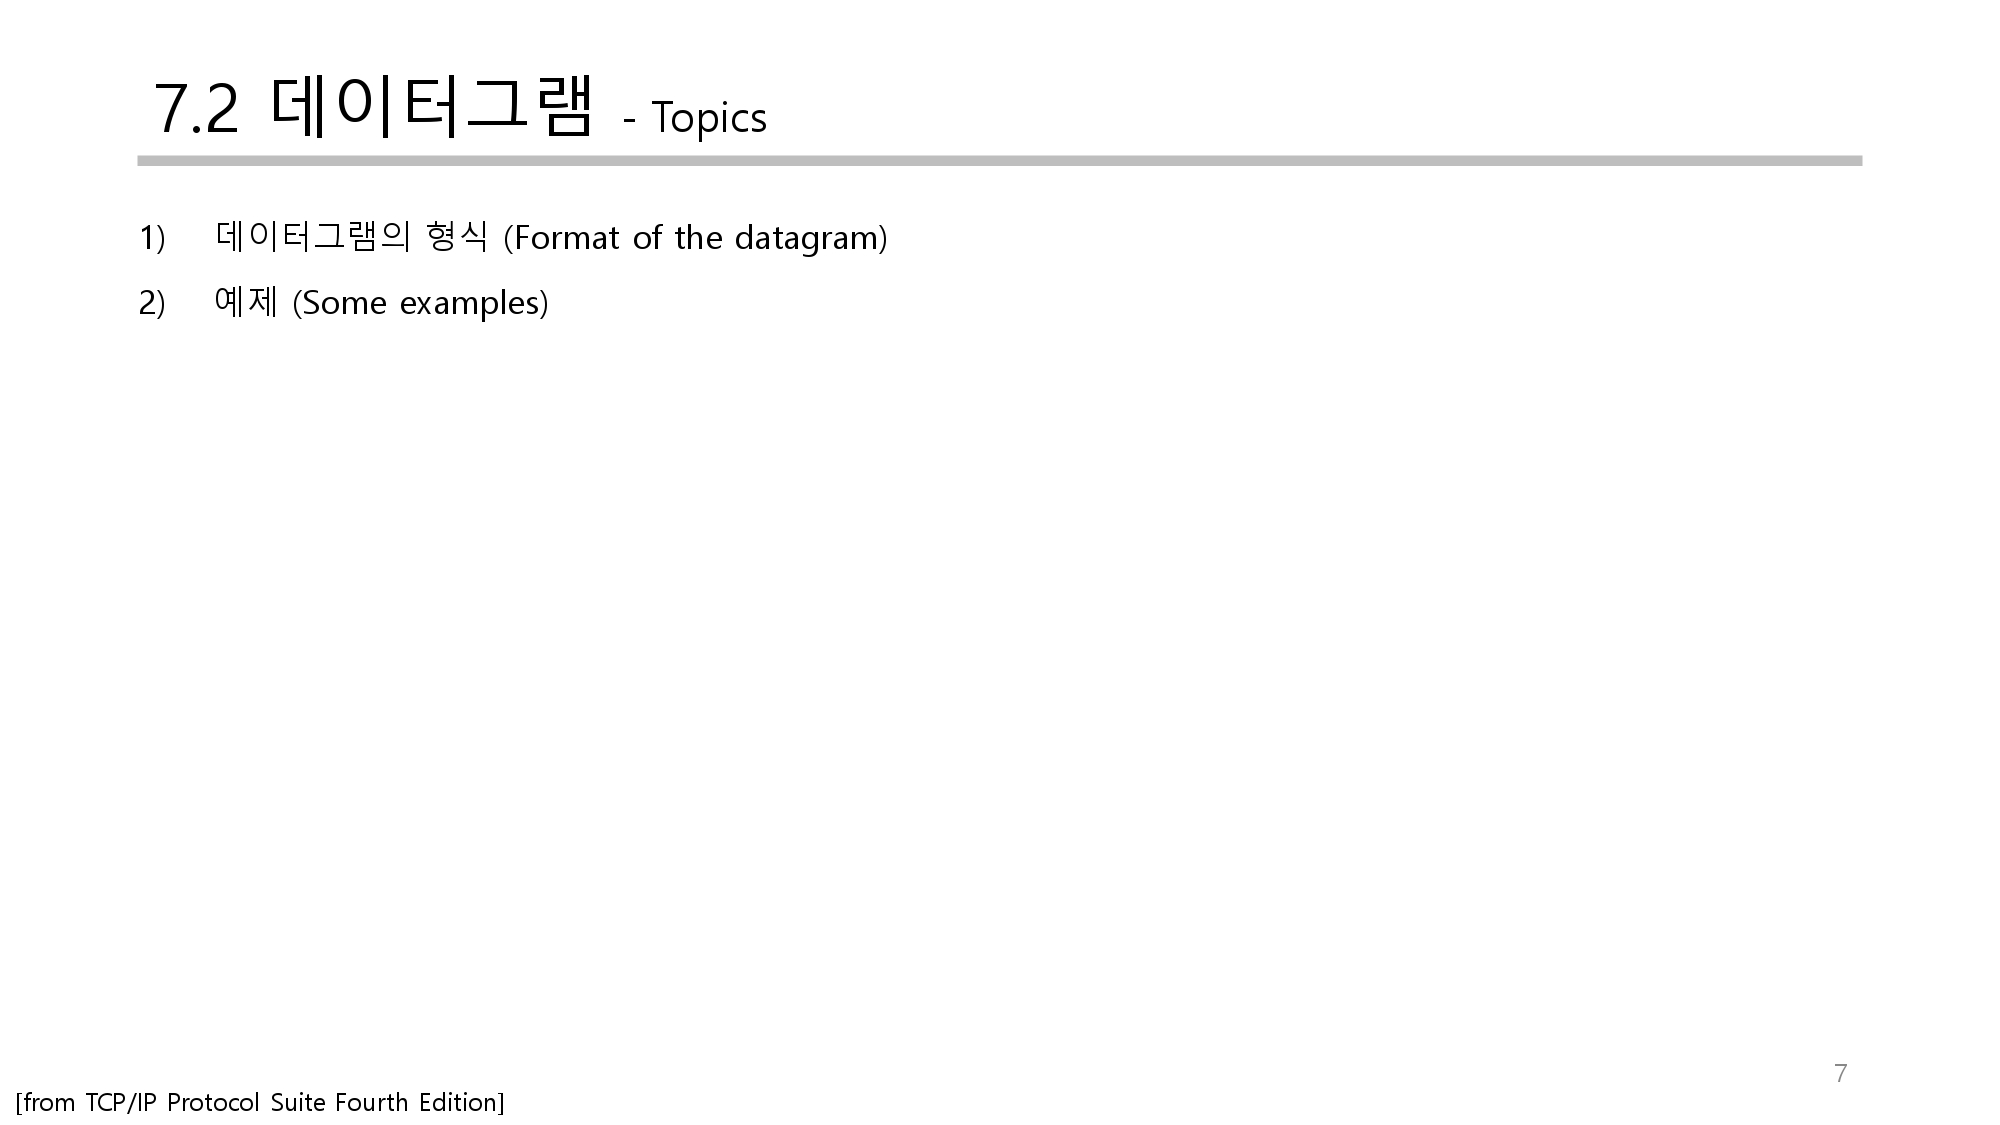 7.2 데이터그램 - Topics
1) 데이터그램의 형식 (Format of the datagram)
2) 예제 (Some examples)
7
[from TCP/IP Protocol Suite Fourth Edition]